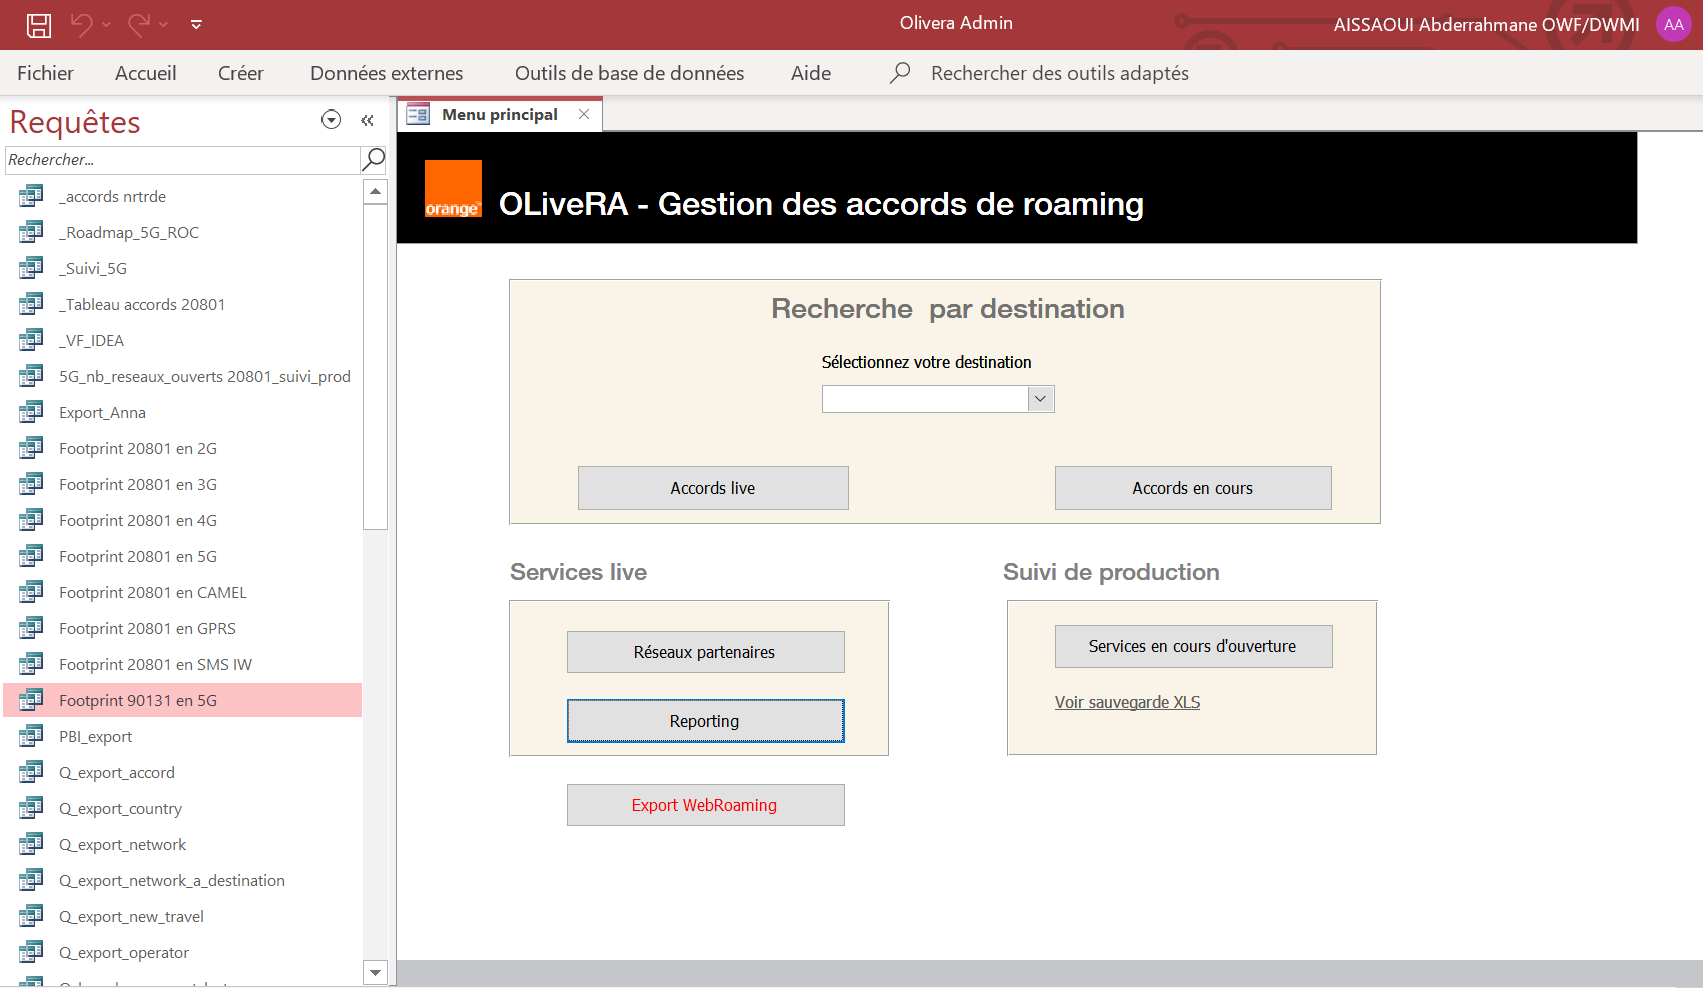 Olivera Admin
AISSAOUI Abderrahmane OWF/DWMI
AA
Fichier Accueil Créer Données externes Outils de base de données Aide Rechercher des outils adaptés
Requêtes
Rechercher...
_accords nrtrde
_Roadmap_5G_ROC
_Suivi_5G
_Tableau accords 20801
_VF_IDEA
5G_nb_reseaux_ouverts 20801_suivi_prod
Export_Anna
Footprint 20801 en 2G
Footprint 20801 en 3G
Footprint 20801 en 4G
Footprint 20801 en 5G
Footprint 20801 en CAMEL
Footprint 20801 en GPRS
Footprint 20801 en SMS IW
Footprint 90131 en 5G
PBI_export
Q_export_accord
Q_export_country
Q_export_network
Q_export_network_a_destination
Q_export_new_travel
Q_export_operator
Menu principal
orange™
OLiveRA - Gestion des accords de roaming
Recherche par destination
Sélectionnez votre destination
Accords live
Accords en cours
Services live
Réseaux partenaires
Reporting
Export WebRoaming
Suivi de production
Services en cours d'ouverture
Voir sauvegarde XLS